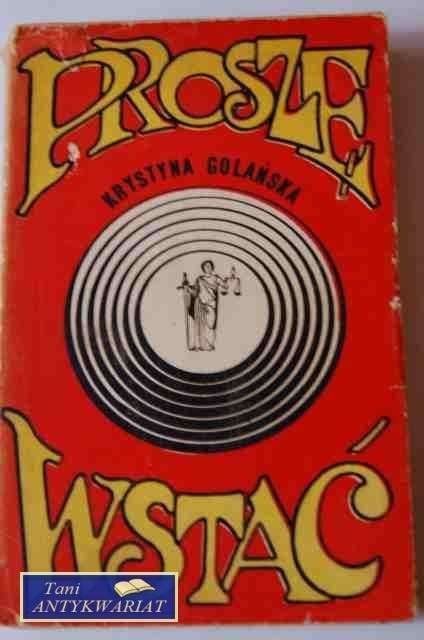 PROSZĘ
KRYSTYNA GOLAŃSKA
WSTAĆ
Tani
ANTYKWARIAT